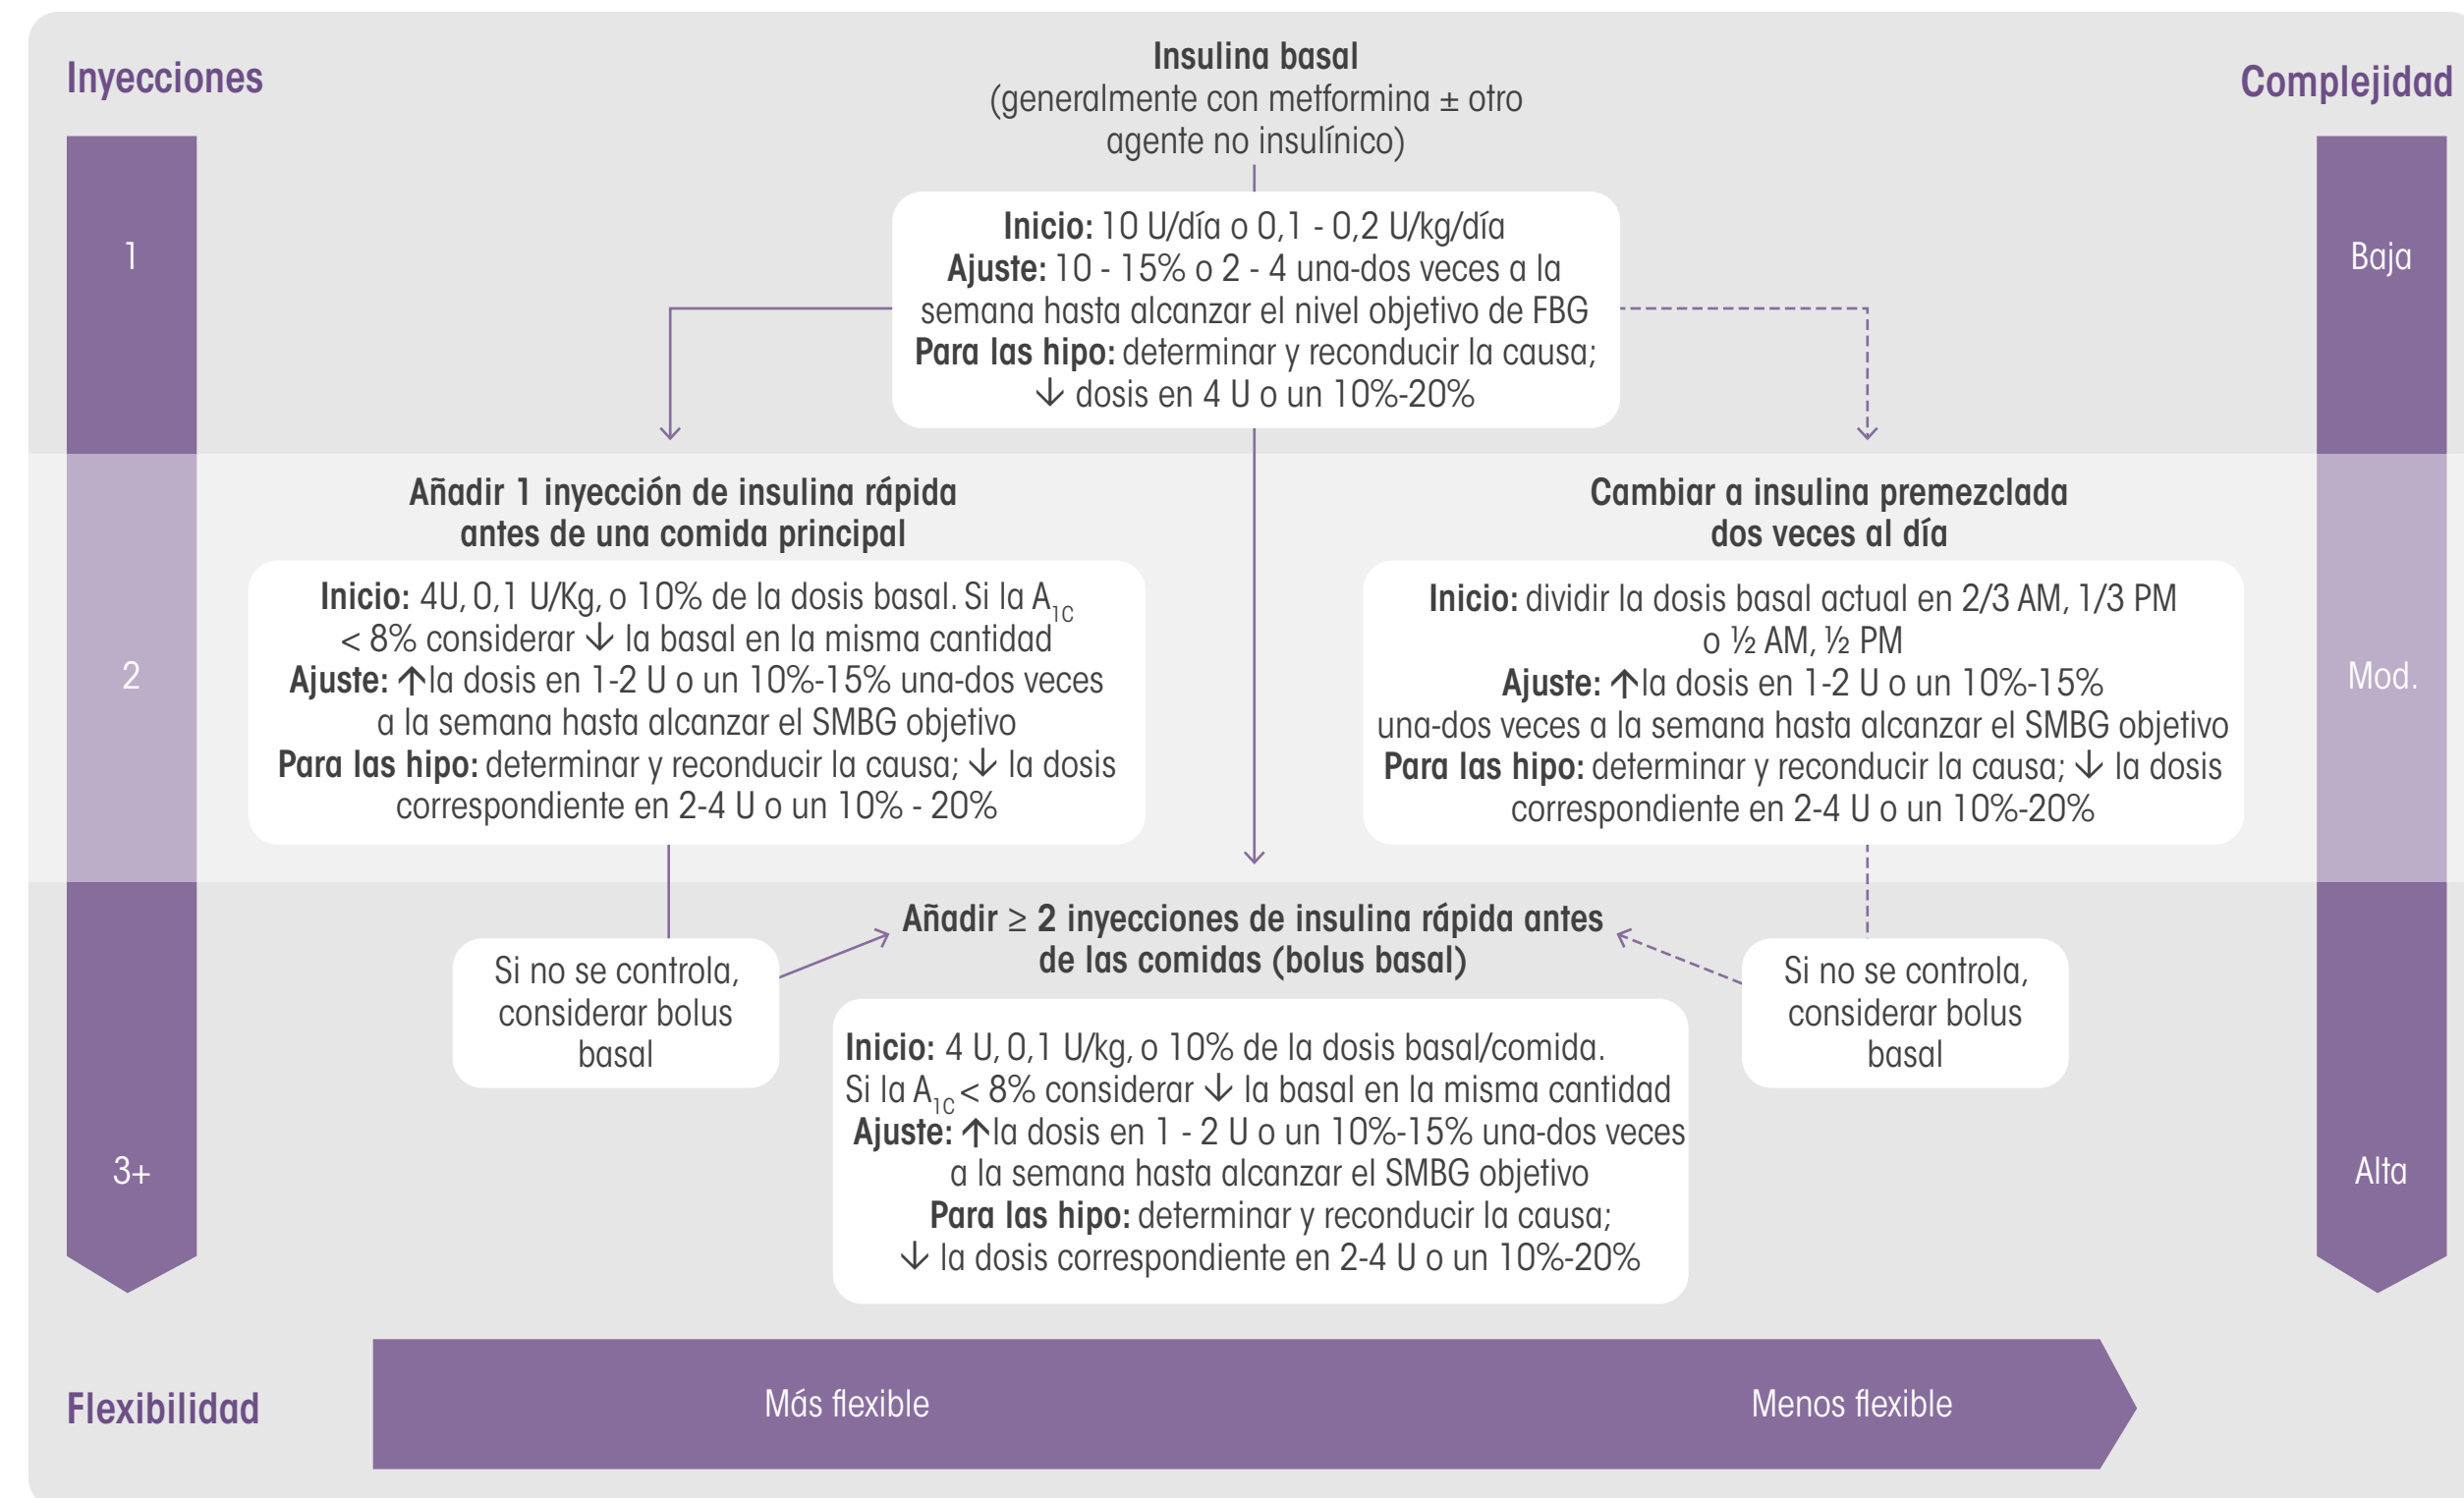 Inyecciones
Complejidad
Insulina basal
(generalmente con metformina ± otro
agente no insulínico)
1
Baja
Inicio: 10 U/día o 0,1 - 0,2 U/kg/día
Ajuste: 10 - 15% o 2 - 4 una-dos veces a la
semana hasta alcanzar el nivel objetivo de FBG
Para las hipo: determinar y reconducir la causa;
↓ dosis en 4 U o un 10%-20%
2
Mod.
Añadir 1 inyección de insulina rápida
antes de una comida principal
Inicio: 4U, 0,1 U/Kg, o 10% de la dosis basal. Si la A1C
< 8% considerar ↓ la basal en la misma cantidad
Ajuste: ↑la dosis en 1-2 U o un 10%-15% una-dos veces
a la semana hasta alcanzar el SMBG objetivo
Para las hipo: determinar y reconducir la causa; ↓ la dosis
correspondiente en 2-4 U o un 10% - 20%
Cambiar a insulina premezclada
dos veces al día
Inicio: dividir la dosis basal actual en 2/3 AM, 1/3 PM
o ½ AM, ½ PM
Ajuste: ↑la dosis en 1-2 U o un 10%-15%
una-dos veces a la semana hasta alcanzar el SMBG objetivo
Para las hipo: determinar y reconducir la causa; ↓ la dosis
correspondiente en 2-4 U o un 10%-20%
3+
Alta
Si no se controla,
considerar bolus
basal
Añadir ≥ 2 inyecciones de insulina rápida antes
de las comidas (bolus basal)
Inicio: 4 U, 0,1 U/kg, o 10% de la dosis basal/comida.
Si la A1C < 8% considerar ↓ la basal en la misma cantidad
Ajuste: ↑la dosis en 1 - 2 U o un 10%-15% una-dos veces
a la semana hasta alcanzar el SMBG objetivo
Para las hipo: determinar y reconducir la causa;
↓ la dosis correspondiente en 2-4 U o un 10%-20%
Si no se controla,
considerar bolus
basal
Flexibilidad
Más flexible
Menos flexible